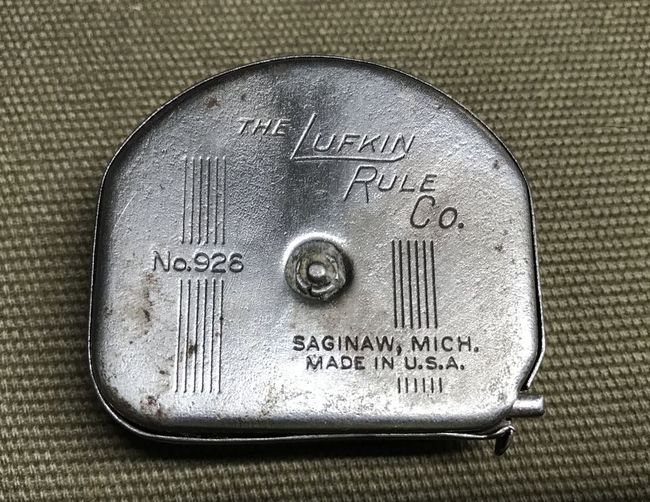 THE LUFKIN
RULE
Co.
No.926
SAGINAW, MICH.
MADE IN U.S.A.